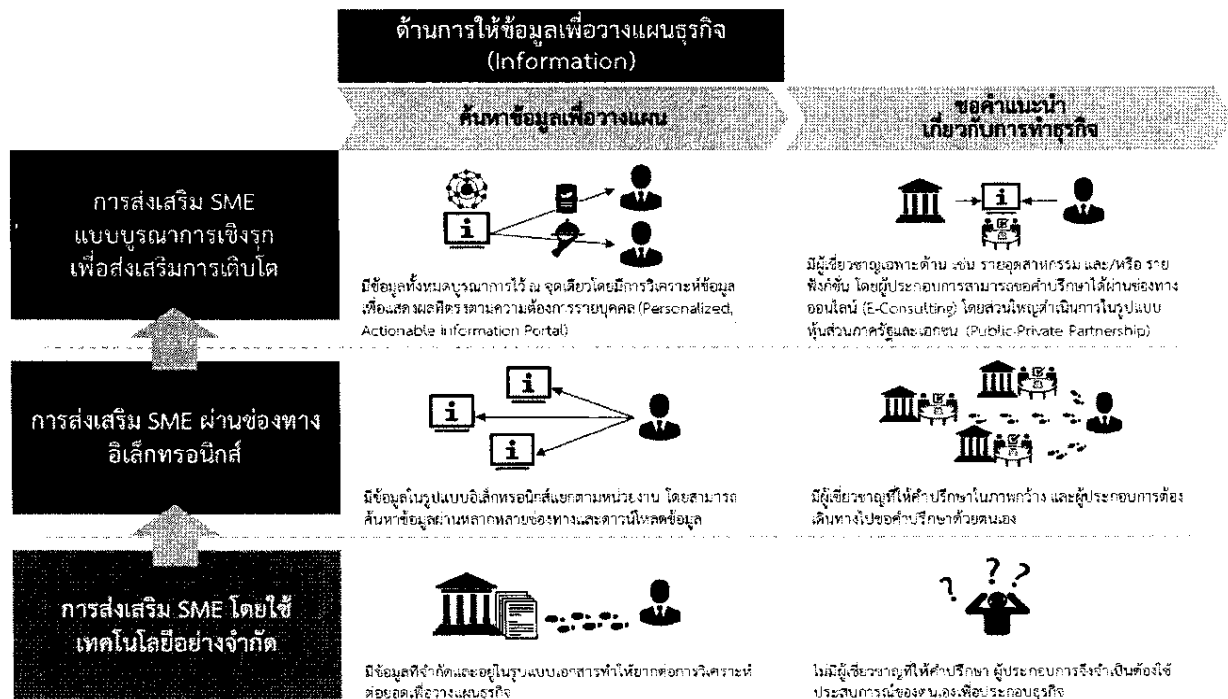 ด้านการให้ข้อมูลเพื่อวางแผนธุรกิจ
(Information)
ค้นหาข้อมูลเพื่อวางแผน
ขอคำแนะนำ
เกี่ยวกับการทำธุรกิจ
การส่งเสริม SME
แบบบูรณาการเชิงรุก
เพื่อส่งเสริมการเติบโต
มีข้อมูลทั้งหมดบูรณาการไว้ ณ จุดเดียวโดยมีการวิเคราะห์ข้อมูล
เพื่อแสดงผลที่ตรงตามความต้องการรายบุคคล (Personalized,
Actionable Information Portal)
มีผู้เชี่ยวชาญเฉพาะด้าน เช่น รายอุตสาหกรรม และ/หรือ ราย
ฟังก์ชั่น โดยผู้ประกอบการสามารถขอคำปรึกษาได้ผ่านช่องทาง
ออนไลน์ (E-Consulting) โดยส่วนใหญ่ดำเนินการในรูปแบบ
หุ้นส่วนภาครัฐและเอกชน (Public-Private Partnership)
การส่งเสริม SME ผ่านช่องทาง
อิเล็กทรอนิกส์
มีข้อมูลในรูปแบบอิเล็กทรอนิกส์แยกตามหน่วยงาน โดยสามารถ
ค้นหาข้อมูลผ่านหลากหลายช่องทางและดาวน์โหลดข้อมูล
มีผู้เชี่ยวชาญที่ให้คำปรึกษาในภาพกว้าง และผู้ประกอบการต้อง
เดินทางไปขอคำปรึกษาด้วยตนเอง
การส่งเสริม SME โดยใช้
เทคโนโลยีอย่างจำกัด
มีข้อมูลที่จำกัดและอยู่ในรูปแบบเอกสารทำให้ยากต่อการวิเคราะห์
ต่อยอดเพื่อวางแผนธุรกิจ
ไม่มีผู้เชี่ยวชาญที่ให้คำปรึกษา ผู้ประกอบการจึงจำเป็นต้องใช้
ประสบการณ์ของตนเองเพื่อประกอบธุรกิจ